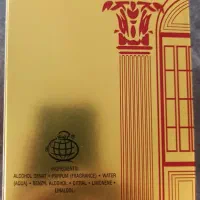 INGREDIENTS:
ALCOHOL DENAT • PARFUM (FRAGRANCE) • WATER
(AQUA) • BENZYL ALCOHOL • CITRAL • LIMONENE •
LINALOOL